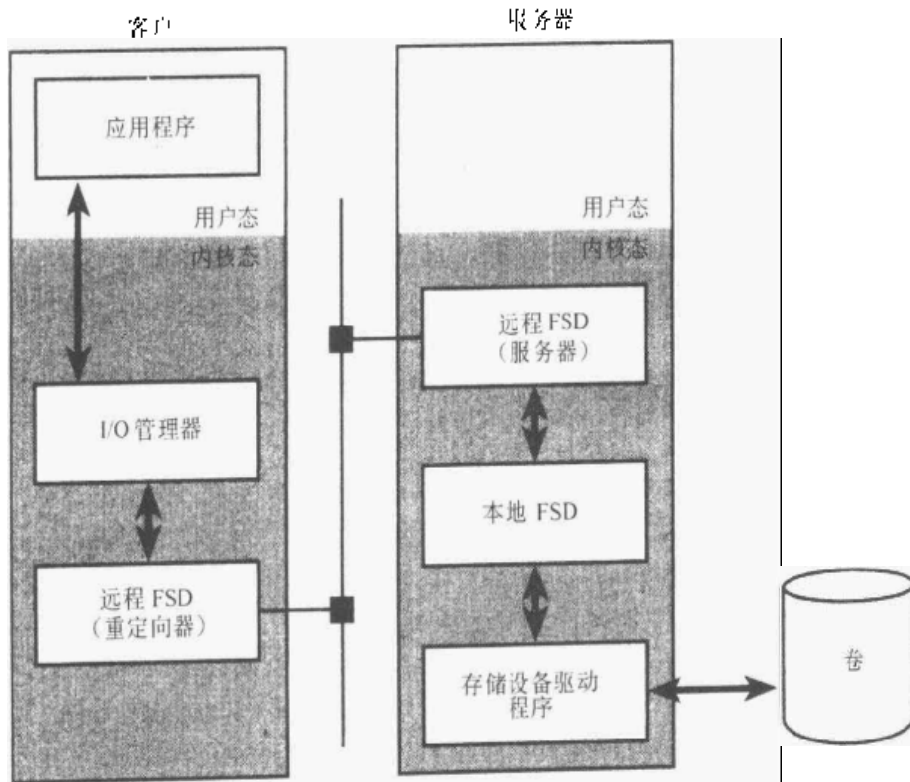 客户
服务器
应用程序
用户态
内核态
I/O 管理器
远程 FSD
（重定向器）
用户态
内核态
远程 FSD
（服务器）
本地 FSD
存储设备驱动
程序
卷